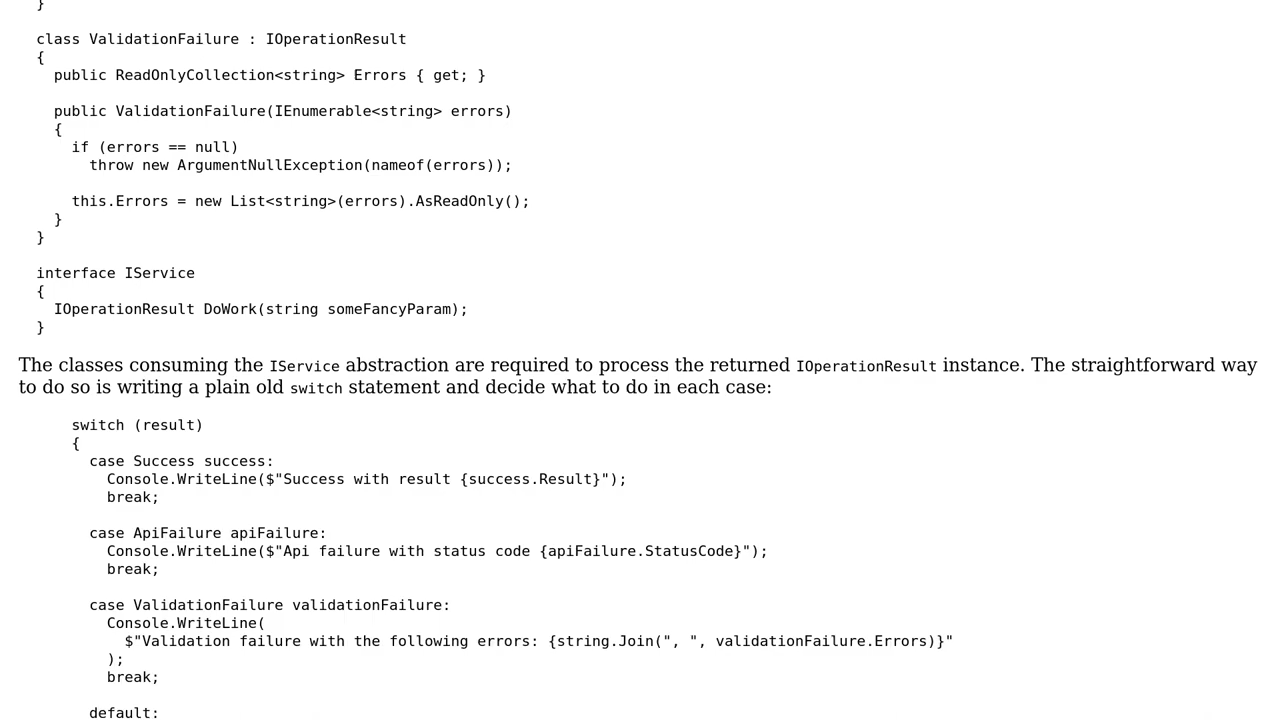 }
class ValidationFailure : IOperationResult
{
public ReadOnlyCollection<string> Errors { get; }
public ValidationFailure(IEnumerable<string> errors)
{
if (errors == null)
throw new ArgumentNullException(nameof(errors));
this.Errors = new List<string>(errors).AsReadOnly();
}
}
interface IService
{
IOperationResult DoWork(string someFancyParam);
}
The classes consuming the IService abstraction are required to process the returned IOperationResult instance. The straightforward way
to do so is writing a plain old switch statement and decide what to do in each case:
switch (result)
{
case Success success:
Console.WriteLine($"Success with result {success.Result}");
break;
case ApiFailure apiFailure:
Console.WriteLine($"Api failure with status code {apiFailure.StatusCode}");
break;
case ValidationFailure validationFailure:
Console.WriteLine(
$"Validation failure with the following errors: {string.Join(", ", validationFailure.Errors)}"
);
break;
default: